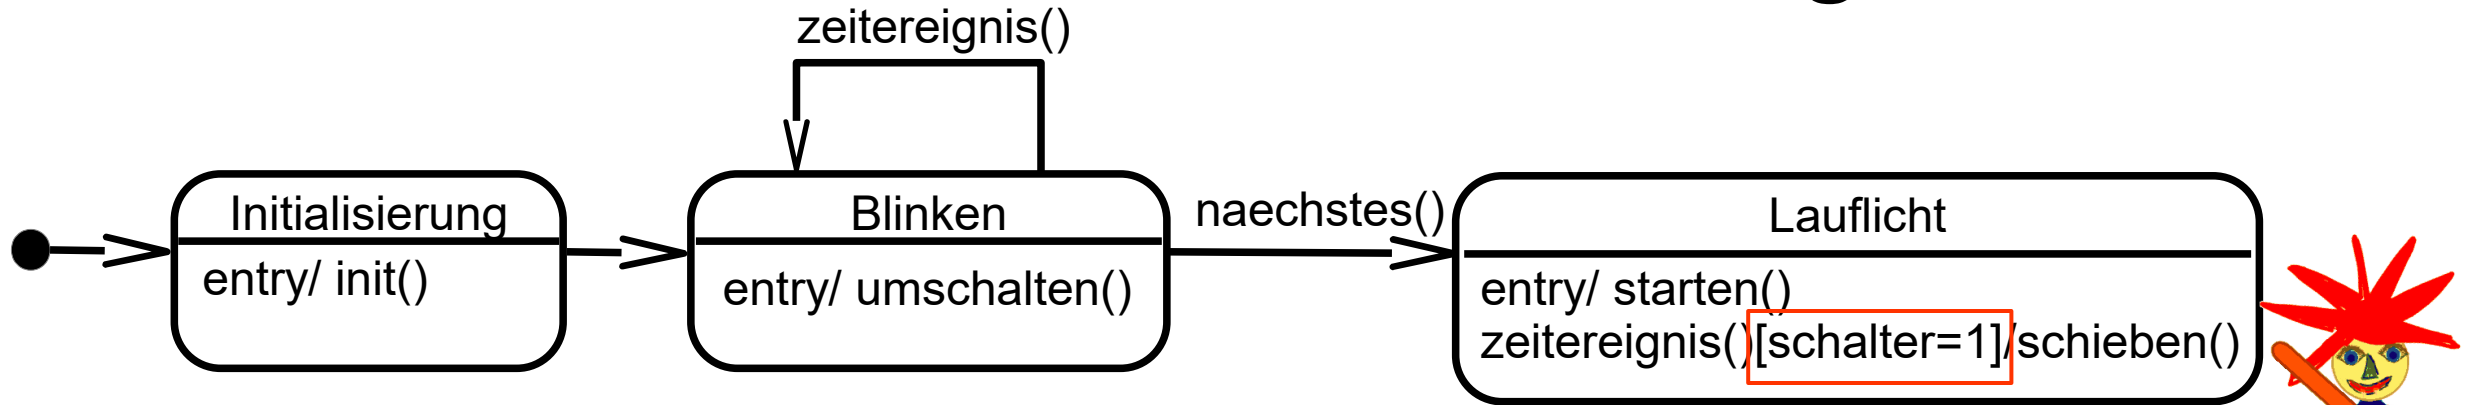 zeitereignis()
Initialisierung
entry/ init()
Blinken
entry/ umschalten()
naechstes()
Lauflicht
entry/ starten()
zeitereignis()[schalter=1]/schieben()